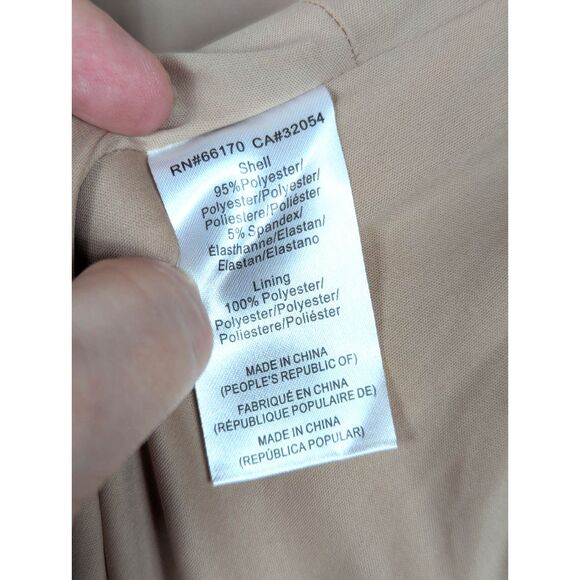 RN#66170 CA#32054
Shell
95%Polyester/
Polyester/Polyester/
Poliestere/Poliéster
5% Spandex/
Élasthanne/Elastan/
Elastan/Elastano
Lining
100% Polyester/
Polyester/Polyester/
Poliestere/Poliéster
MADE IN CHINA
(PEOPLE'S REPUBLIC OF)
FABRIQUÉ EN CHINA
(RÉPUBLIQUE POPULAIRE DE)
MADE IN CHINA
(REPÚBLICA POPULAR)